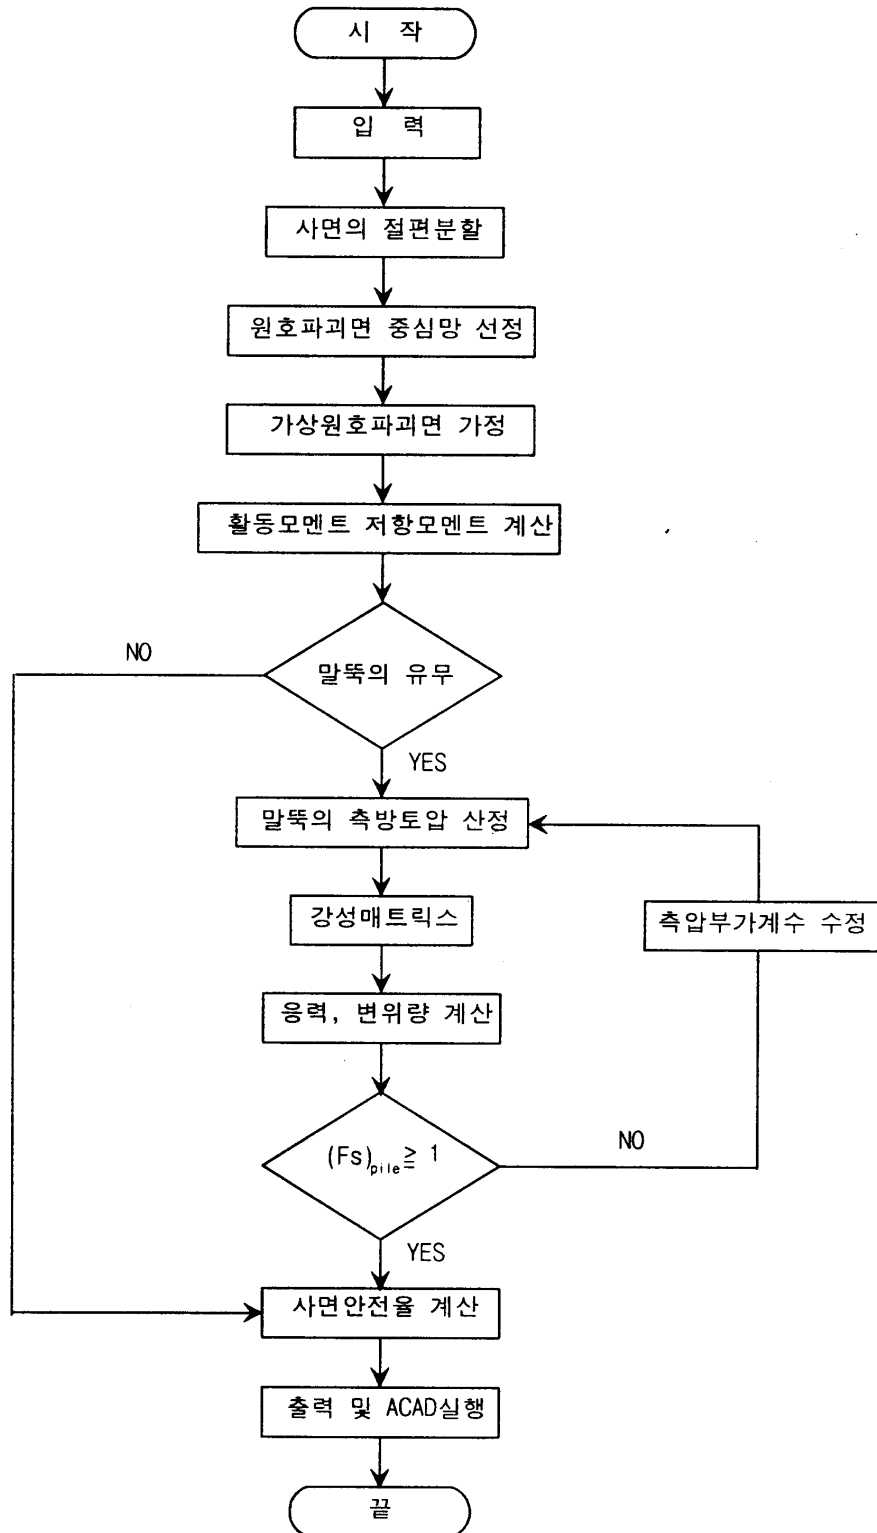 시 작
입 력
사면의 절편분할
원호파괴면 중심망 선정
가상원호파괴면 가정
활동모멘트 저항모멘트 계산
NO
말뚝의 유무
YES
말뚝의 측방토압 산정
강성매트릭스
측압부가계수 수정
응력, 변위량 계산
(Fs)pile≧ 1
NO
YES
사면안전율 계산
출력 및 ACAD실행
끝